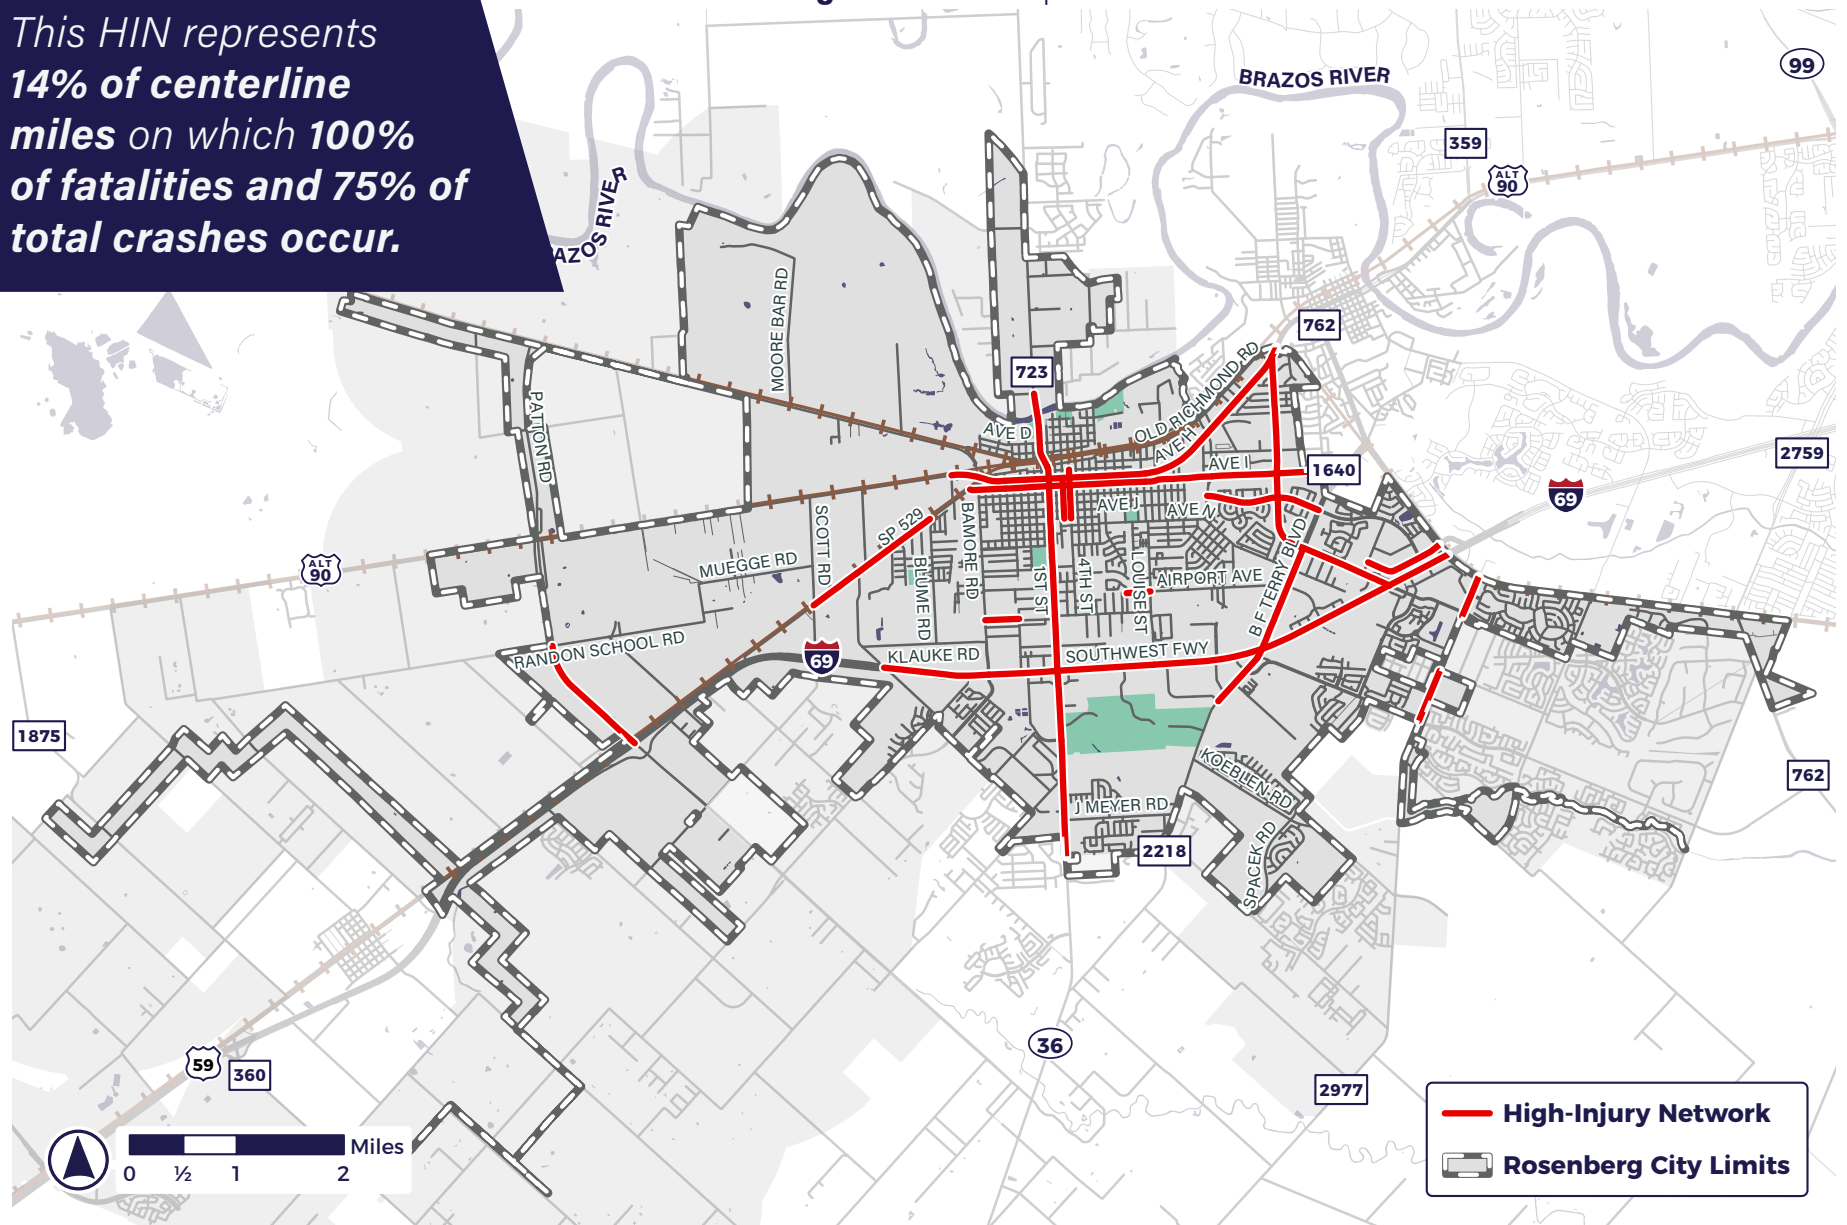 This HIN represents
14% of centerline
miles on which 100%
of fatalities and 75% of
total crashes occur.
BRAZOS RIVER
99
359
ALT
90
AZOS RIVER
MOORE BAR RD
762
723
OLD RICHMOND RD
AVE D
AVE H
PATTON RD
AVE I
1640
2759
69
SCOTT RD
SP 529
BAMORE RD
AVE J
AVE N
ALT
90
MUEGGE RD
BLUME RD
1ST ST
4TH ST
LOUISE ST
AIRPORT AVE
B F TERRY BLVD
RANDON SCHOOL RD
69
KLAUKE RD
SOUTHWEST FWY
1875
762
KOEBLEN RD
J MEYER RD
2218
SPACEK RD
36
59
360
2977
High-Injury Network
Rosenberg City Limits
Miles
0 ½ 1 2